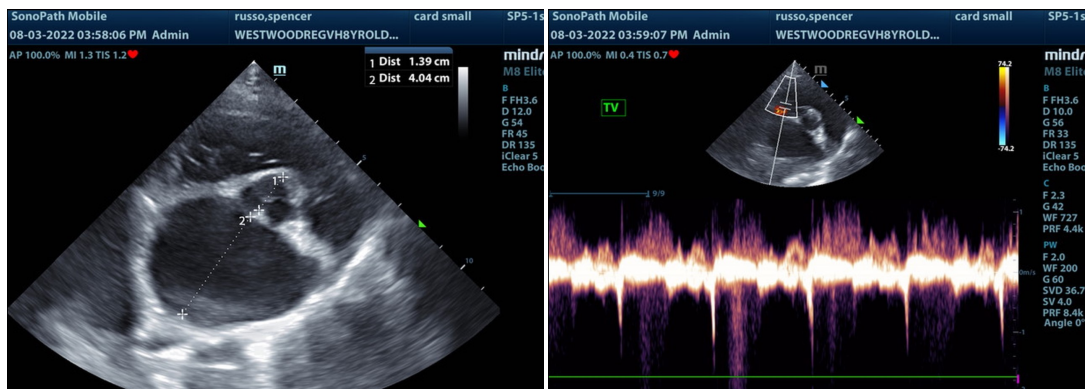 SonoPath Mobile russo,spencer card small SP5-1s
08-03-2022 03:58:06 PM Admin WESTWOODREGVH8YROLD...
AP 100.0% MI 1.3 TIS 1.2
m
mindr
M8 Elite
1 Dist 1.39 cm
2 Dist 4.04 cm
B
F FH3.6
D 12.0
G 54
FR 45
DR 135
iClear 5
Echo Boo
1
2
5
10
SonoPath Mobile russo,spencer card small SP5-1s
08-03-2022 03:59:07 PM Admin WESTWOODREGVH8YROLD...
AP 100.0% MI 0.4 TIS 0.7
m
mindr
M8 Elite
74.2
-74.2
TV
5
B
F FH3.6
D 10.0
G 56
FR 33
DR 135
iClear 5
Echo Boo
C
F 2.3
G 42
WF 727
PRF 4.4k
PW
F 2.0
WF 200
G 60
SVD 36.7
SV 4.0
PRF 8.4k
Angle 0°
9/9
1
0m/s
-1